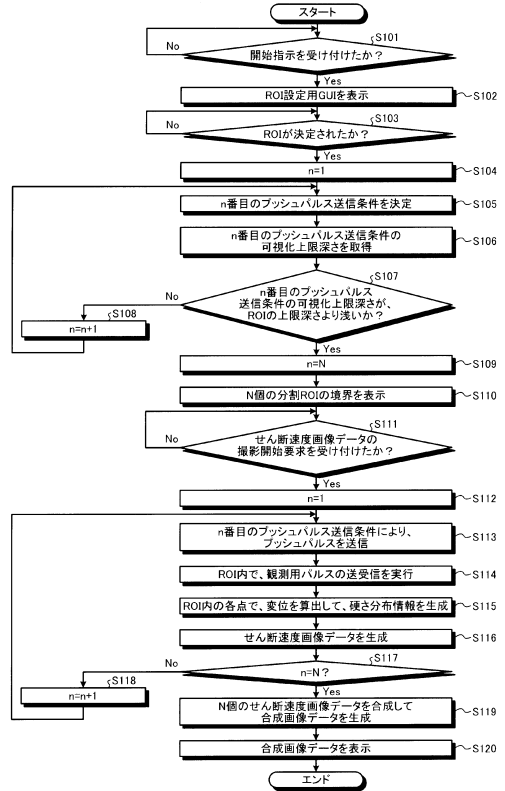 スタート
S101
開始指示を受け付けたか？
No
Yes
ROI設定用GUIを表示
S102
S103
ROIが決定されたか？
No
Yes
n=1
S104
n番目のプッシュパルス送信条件を決定
S105
n番目のプッシュパルス送信条件の
可視化上限深さを取得
S106
S107
n番目のプッシュパルス
送信条件の可視化上限深さが、
ROIの上限深さより浅いか？
No
S108
n=n+1
Yes
n=N
S109
N個の分割ROIの境界を表示
S110
S111
せん断速度画像データの
撮影開始要求を受け付けたか？
No
Yes
n=1
S112
n番目のプッシュパルス送信条件により、
プッシュパルスを送信
S113
ROI内で、観測用パルスの送受信を実行
S114
ROI内の各点で、変位を算出して、硬さ分布情報を生成
S115
せん断速度画像データを生成
S116
S117
n=N？
No
S118
n=n+1
Yes
N個のせん断速度画像データを合成して
合成画像データを生成
S119
合成画像データを表示
S120
エンド